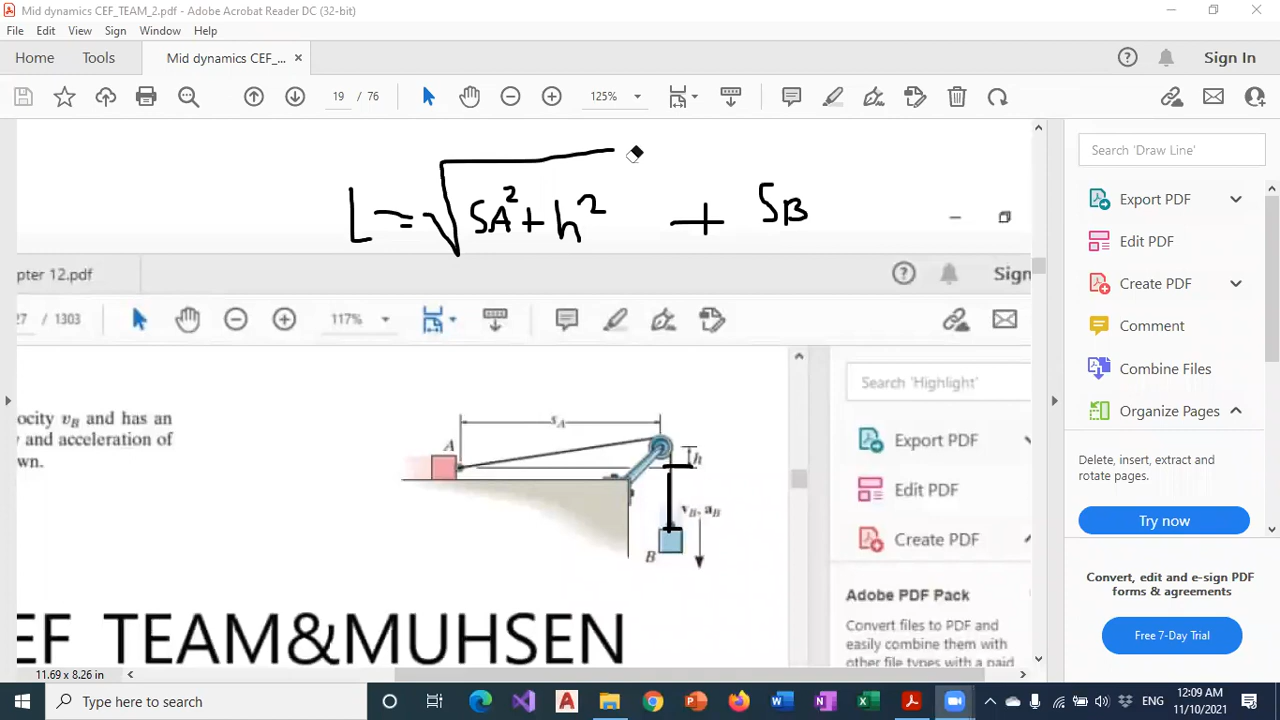 Mid dynamics CEF_TEAM_2.pdf - Adobe Acrobat Reader DC (32-bit)
File Edit View Sign Window Help
Home Tools Mid dynamics CEF_... × Sign In
19 / 76 125%
L = √SA²+h² + SB
Search 'Draw Line'
Export PDF
Edit PDF
Create PDF
Comment
Combine Files
Organize Pages
Delete, insert, extract and
rotate pages.
Try now
Convert, edit and e-sign PDF
forms & agreements
Free 7-Day Trial
pter 12.pdf Sign
27 / 1303 117%
Search 'Highlight'
Export PDF
Edit PDF
Create PDF
Adobe PDF Pack
Convert files to PDF and
easily combine them with
other file types with a paid
ocity vB and has an
and acceleration of
wn.
A
sA
h
vB, aB
B
EF TEAM&MUHSEN
11.69 x 8.26 in
Type here to search
12:09 AM
11/10/2021